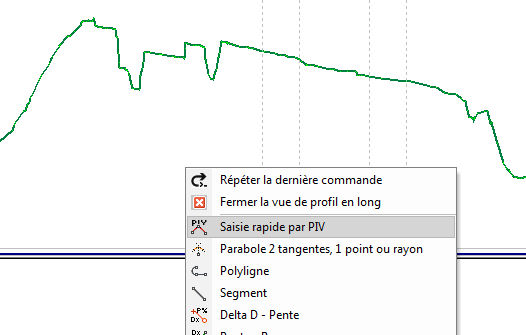 Répéter la dernière commande
Fermer la vue de profil en long
PIV Saisie rapide par PIV
Parabole 2 tangentes, 1 point ou rayon
Polyligne
Segment
Delta D - Pente